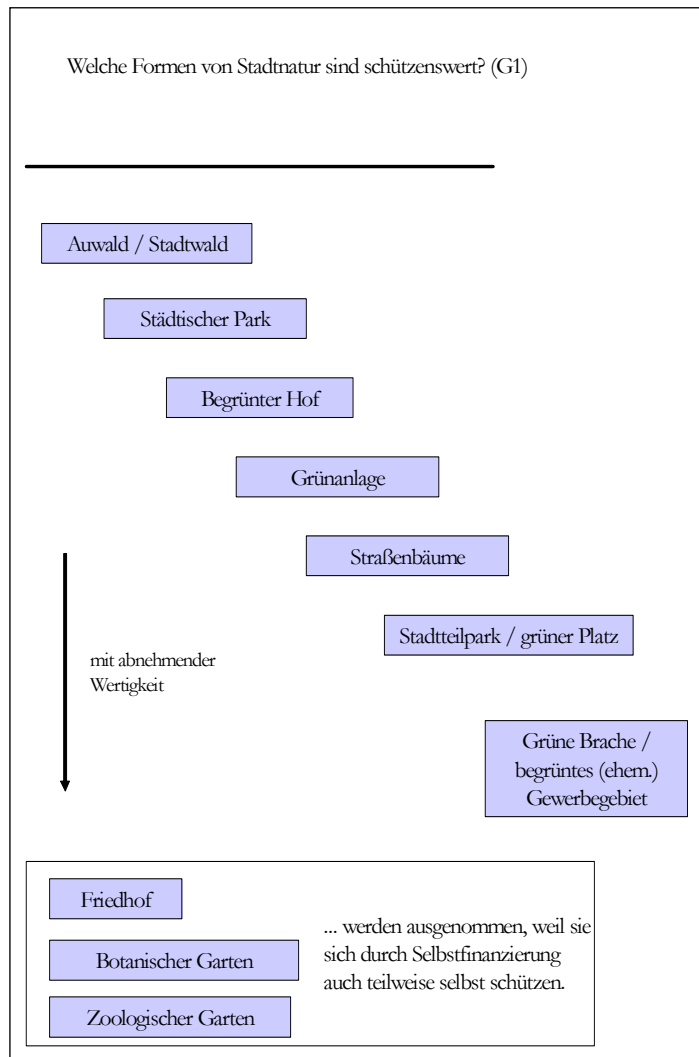 Welche Formen von Stadtnatur sind schützenswert? (G1)
Auwald / Stadtwald
Städtischer Park
Begrünter Hof
Grünanlage
Straßenbäume
Stadtteilpark / grüner Platz
mit abnehmender
Wertigkeit
Grüne Brache /
begrüntes (ehem.)
Gewerbegebiet
Friedhof
Botanischer Garten
Zoologischer Garten
... werden ausgenommen, weil sie
sich durch Selbstfinanzierung
auch teilweise selbst schützen.